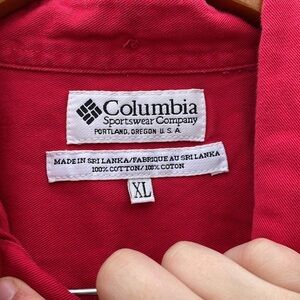 Columbia
Sportswear Company
PORTLAND, OREGON U. S. A.
MADE IN SRI LANKA/FABRIQUE AU SRI LANKA
100% COTTON/100% COTON
XL